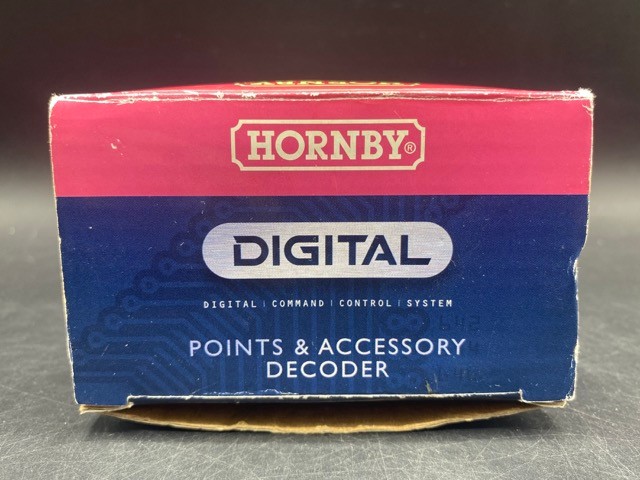 HORNBY®
DIGITAL
DIGITAL | COMMAND | CONTROL | SYSTEM
POINTS & ACCESSORY
DECODER